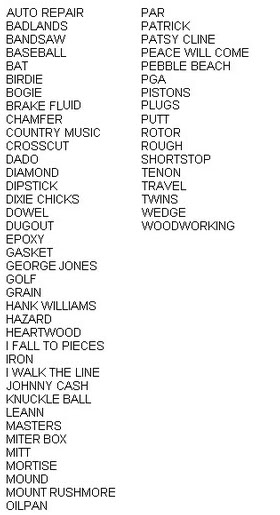 AUTO REPAIR
BADLANDS
BANDSAW
BASEBALL
BAT
BIRDIE
BOGIE
BRAKE FLUID
CHAMFER
COUNTRY MUSIC
CROSSCUT
DADO
DIAMOND
DIPSTICK
DIXIE CHICKS
DOWEL
DUGOUT
EPOXY
GASKET
GEORGE JONES
GOLF
GRAIN
HANK WILLIAMS
HAZARD
HEARTWOOD
I FALL TO PIECES
IRON
I WALK THE LINE
JOHNNY CASH
KNUCKLE BALL
LEANN
MASTERS
MITER BOX
MITT
MORTISE
MOUND
MOUNT RUSHMORE
OILPAN
PAR
PATRICK
PATSY CLINE
PEACE WILL COME
PEBBLE BEACH
PGA
PISTONS
PLUGS
PUTT
ROTOR
ROUGH
SHORTSTOP
TENON
TRAVEL
TWINS
WEDGE
WOODWORKING